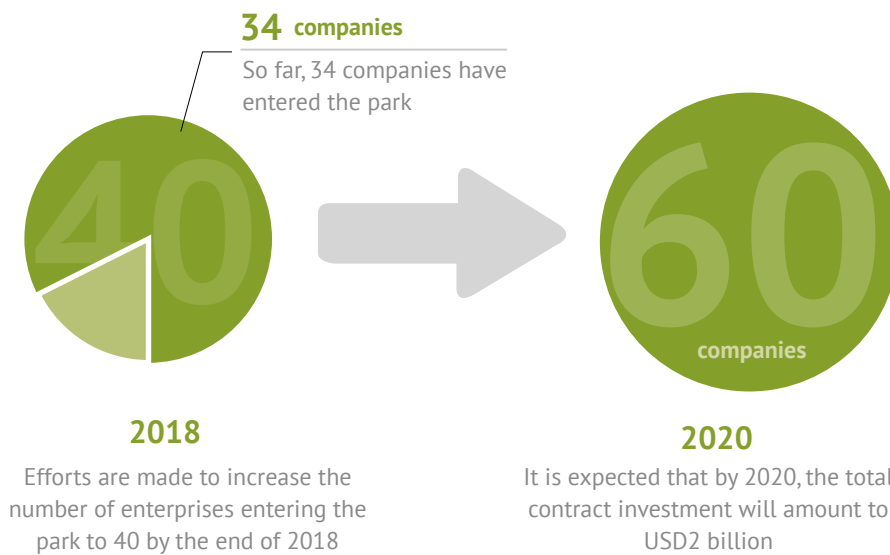 34 companies
So far, 34 companies have
entered the park
40
60
companies
2018
Efforts are made to increase the
number of enterprises entering the
park to 40 by the end of 2018
2020
It is expected that by 2020, the total
contract investment will amount to
USD2 billion